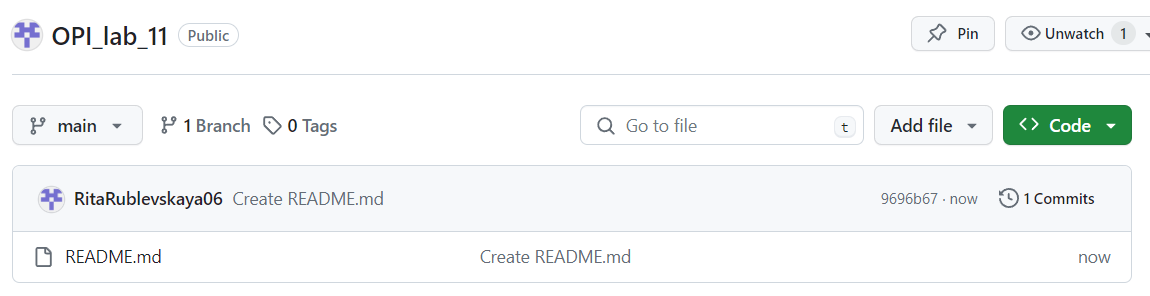 OPI_lab_11 Public Pin Unwatch 1
main 1 Branch 0 Tags Go to file t Add file Code
RitaRublevskaya06 Create README.md 9696b67 · now 1 Commits
README.md Create README.md now